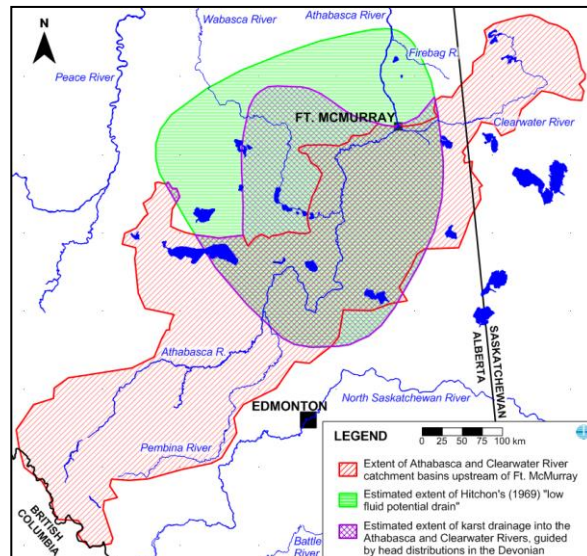 N
Wabasca River
Athabasca River
Firebag R.
Peace River
FT. MCMURRAY
Clearwater River
Athabasca R.
SASKATCHEWAN
ALBERTA
EDMONTON
North Saskatchewan River
Pembina River
BRITISH
COLUMBIA
Battle
River
LEGEND
0 25 50 75 100 km
Extent of Athabasca and Clearwater River
catchment basins upstream of Ft. McMurray
Estimated extent of Hitchon's (1969) "low
fluid potential drain"
Estimated extent of karst drainage into the
Athabasca and Clearwater Rivers, guided
by head distributions in the Devonian